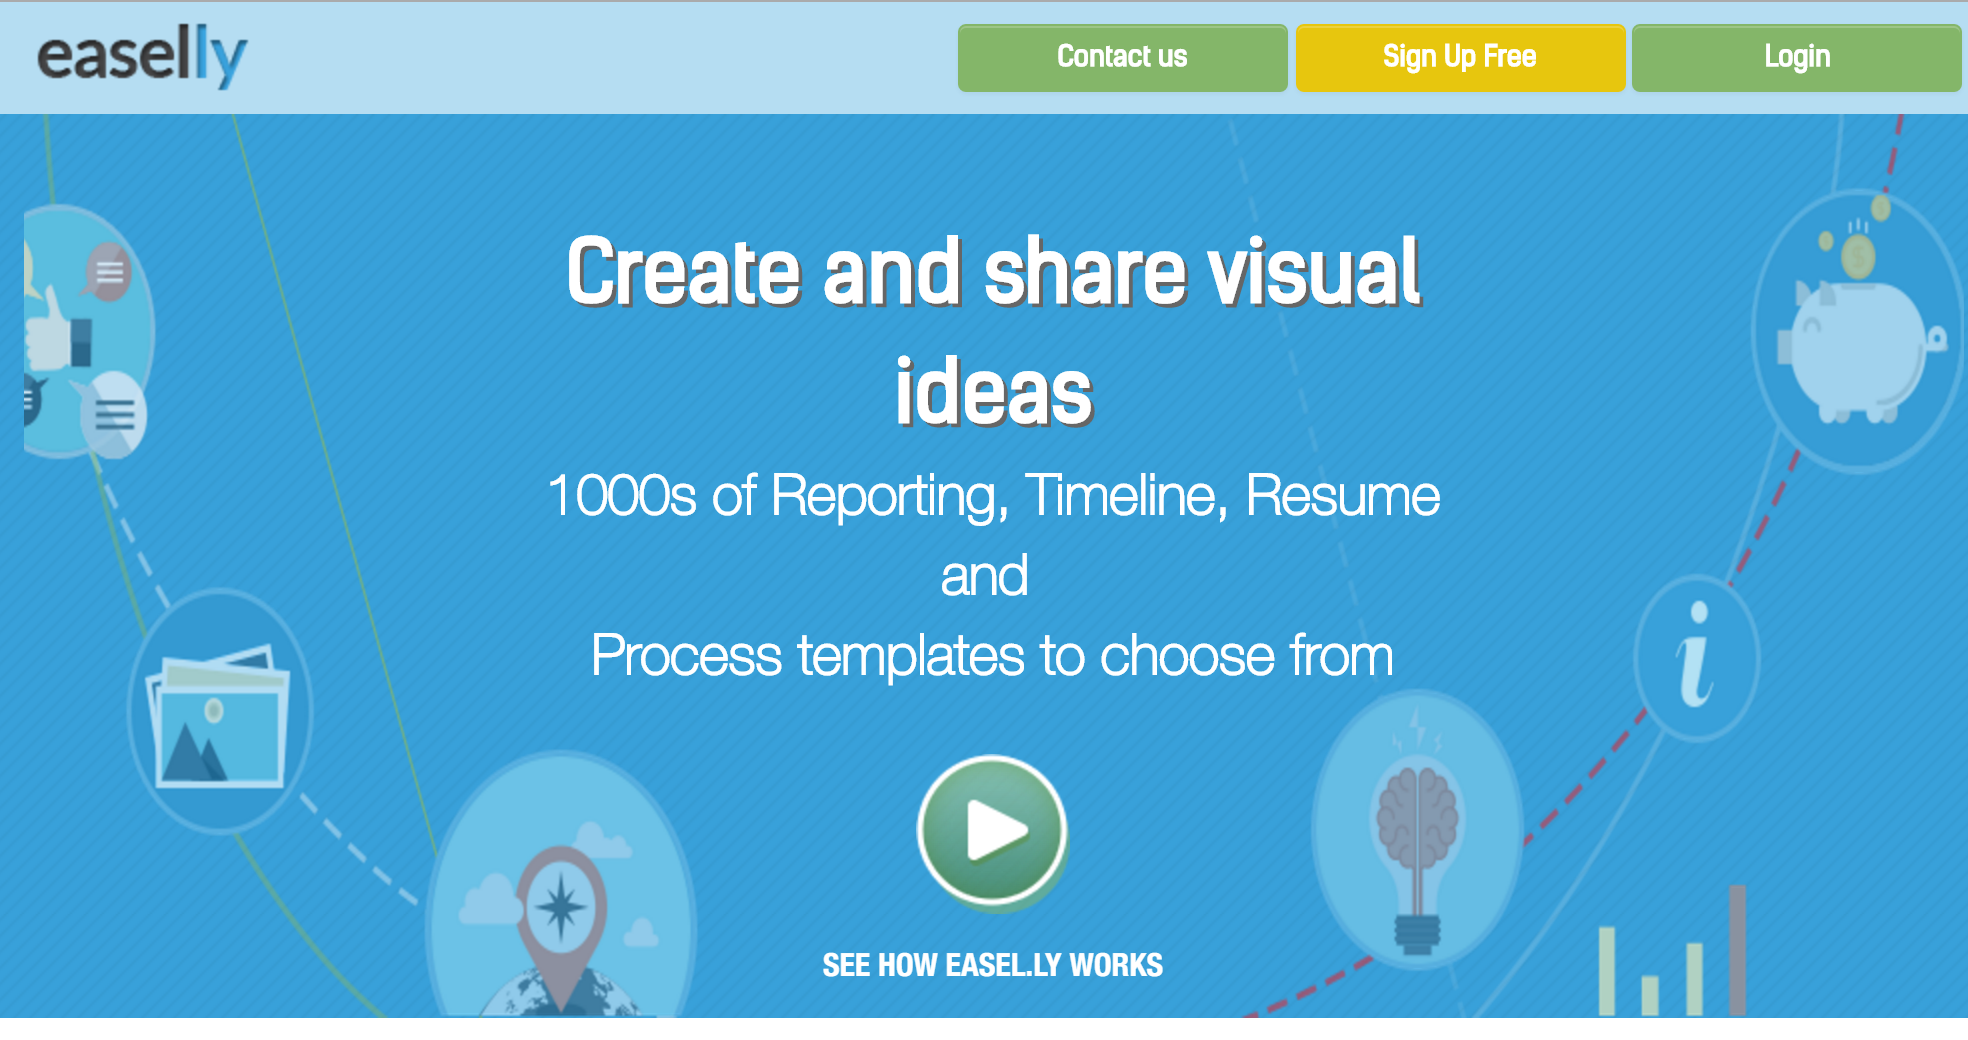 easelly
Contact us
Sign Up Free
Login
Create and share visual
ideas
1000s of Reporting, Timeline, Resume
and
Process templates to choose from
i
SEE HOW EASEL.LY WORKS